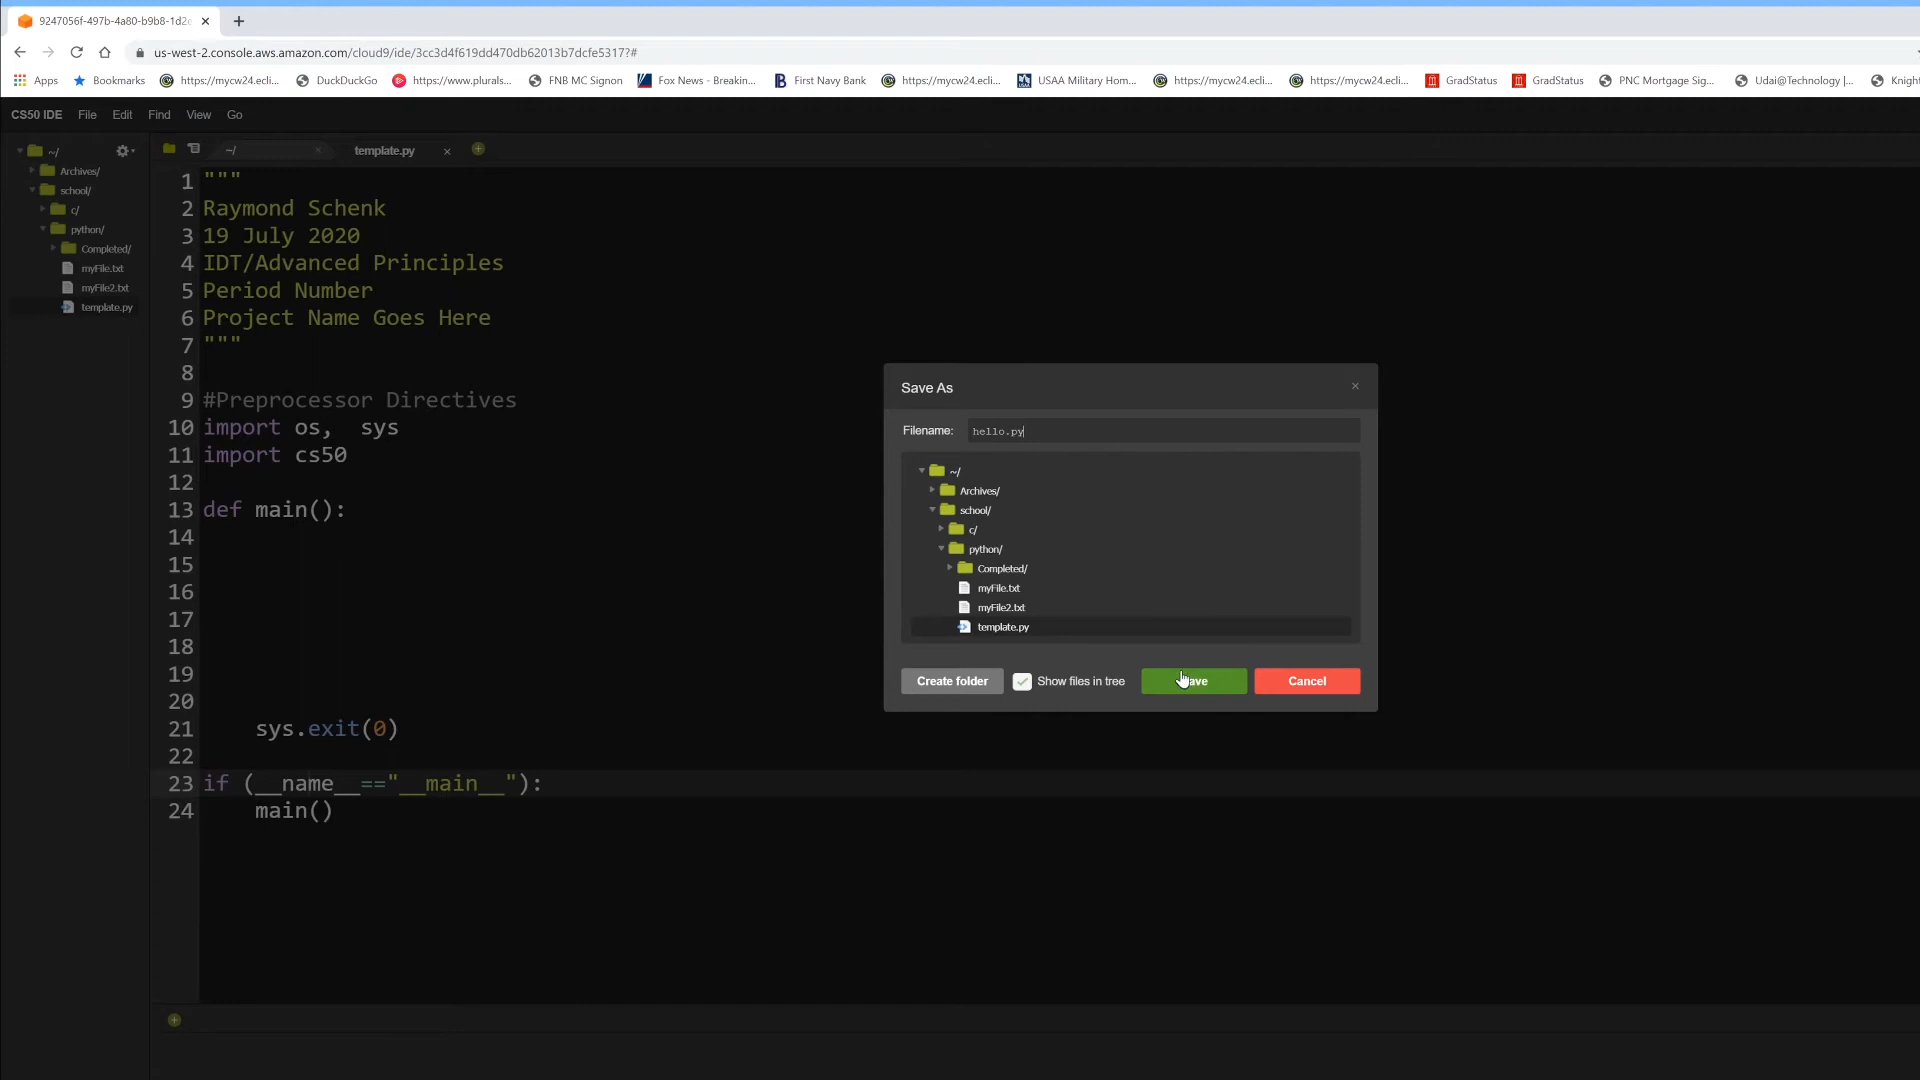 9247056f-497b-4a80-b9b8-1d2e
us-west-2.console.aws.amazon.com/cloud9/ide/3cc3d4f619dd470db62013b7dcfe5317?#
Apps Bookmarks https://mycw24.ecli... DuckDuckGo https://www.plurals... FNB MC Signon Fox News - Breakin... First Navy Bank https://mycw24.ecli... USAA Military Hom... https://mycw24.ecli... https://mycw24.ecli... GradStatus GradStatus PNC Mortgage Sig... Udai@Technology |... Knigh
CS50 IDE File Edit Find View Go
~/
Archives/
school/
c/
python/
Completed/
myFile.txt
myFile2.txt
template.py
~/ template.py
1 """
2 Raymond Schenk
3 19 July 2020
4 IDT/Advanced Principles
5 Period Number
6 Project Name Goes Here
7 """
8
9 #Preprocessor Directives
10 import os,  sys
11 import cs50
12
13 def main():
14
15
16
17
18
19
20
21     sys.exit(0)
22
23 if (__name__=="__main__"):
24     main()
Save As
Filename: hello.py
~/
Archives/
school/
c/
python/
Completed/
myFile.txt
myFile2.txt
template.py
Create folder Show files in tree ve Cancel